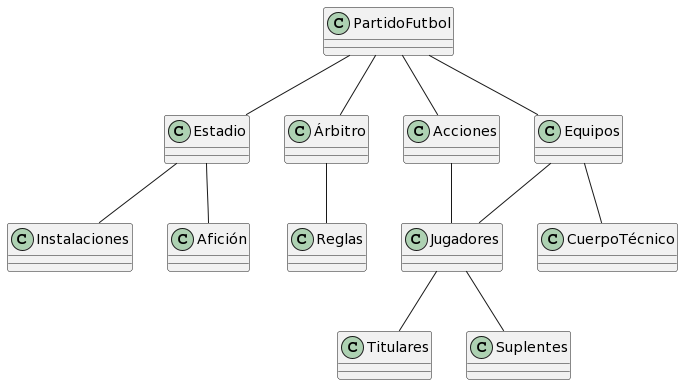 C PartidoFutbol
C Estadio
C Árbitro
C Acciones
C Equipos
C Instalaciones
C Afición
C Reglas
C Jugadores
C CuerpoTécnico
C Titulares
C Suplentes